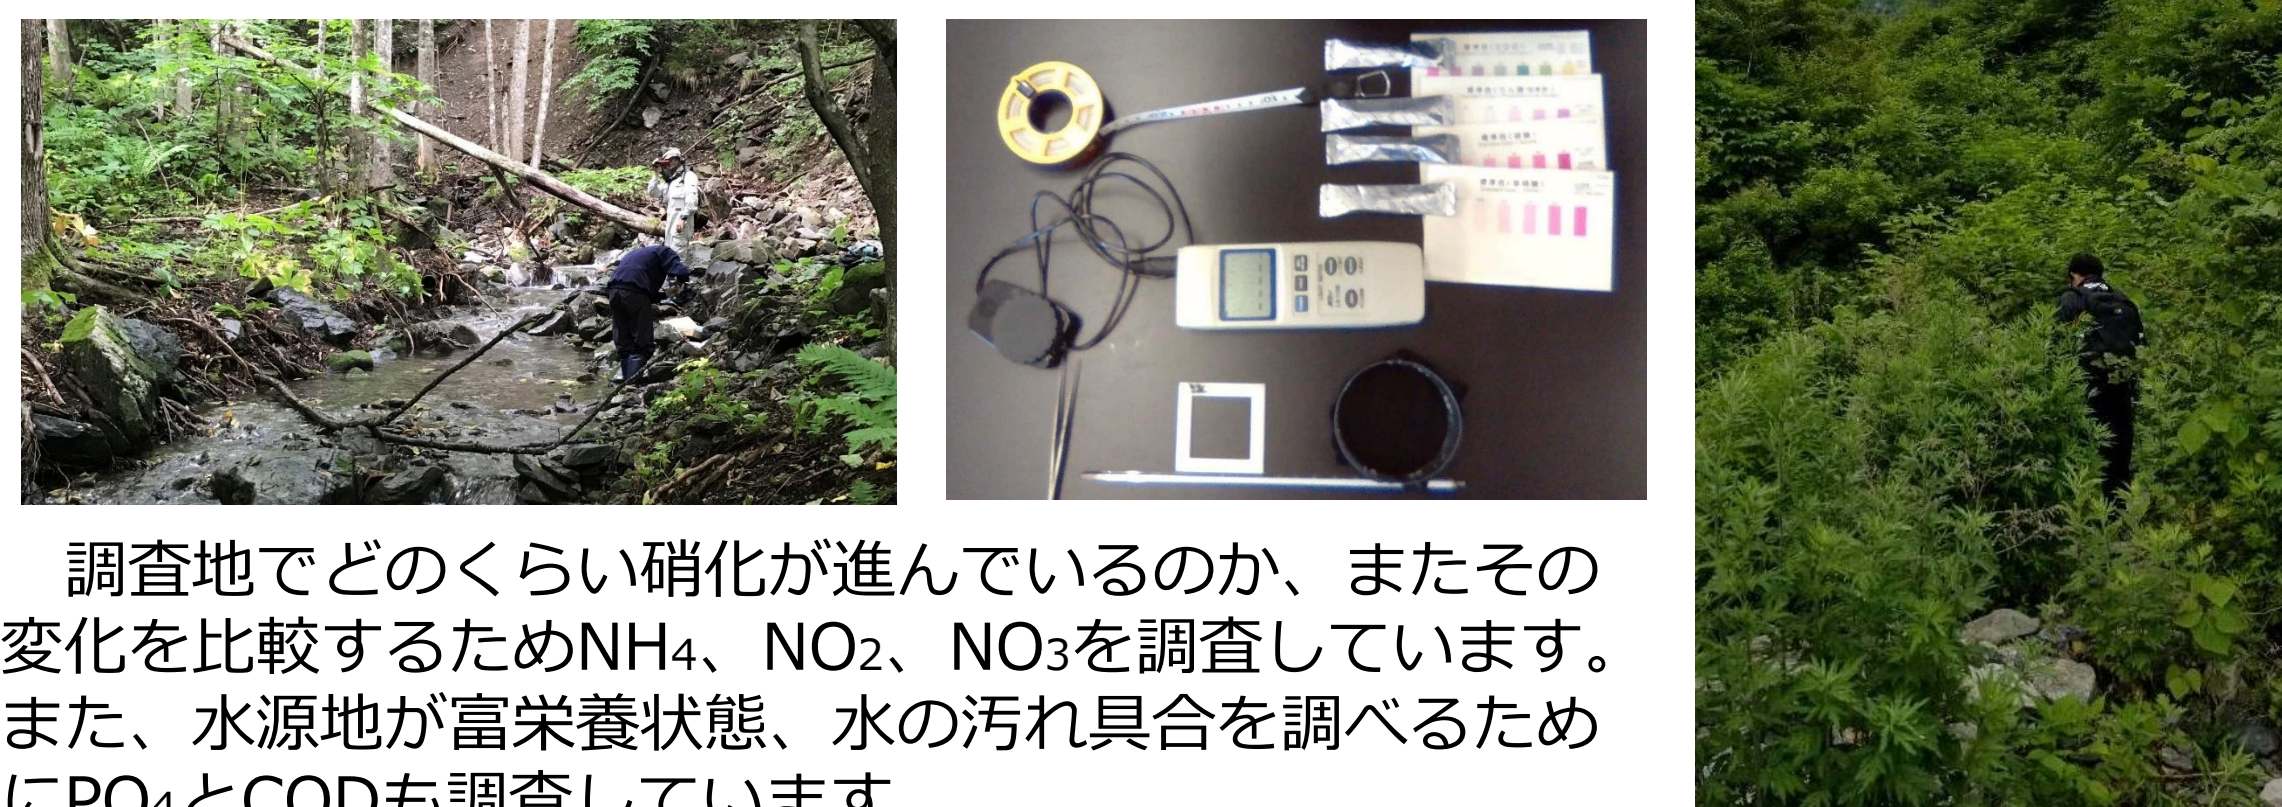 調査地でどのくらい硝化が進んでいるのか、またその
変化を比較するためNH4、NO2、NO3を調査しています。
また、水源地が富栄養状態、水の汚れ具合を調べるため
にPO4とCODも調査しています